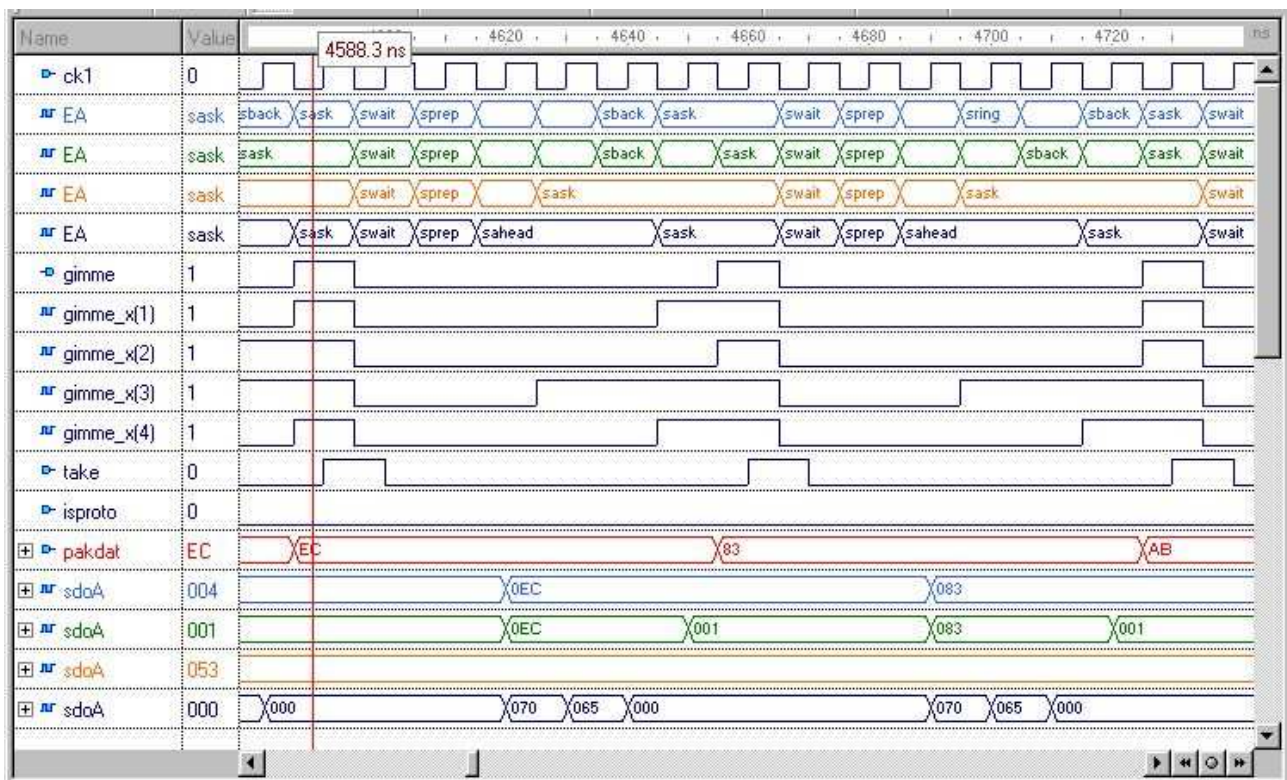 Name Value 4620 4640 4660 4680 4700 4720 ns
4588.3 ns
ck1 0
EA sask sback sask swait sprep sback sask swait sprep sring sback sask swait
EA sask sask swait sprep sback sask swait sprep sback sask swait
EA sask swait sprep sask swait sprep sask swait
EA sask sask swait sprep sahead sask swait sprep sahead sask swait
gimme 1
gimme_x(1) 1
gimme_x(2) 1
gimme_x(3) 1
gimme_x(4) 1
take 0
isproto 0
pakdat EC EC 83 AB
sdoA 004 0EC 083
sdoA 001 0EC 001 083 001
sdoA 053
sdoA 000 000 070 065 000 070 065 000